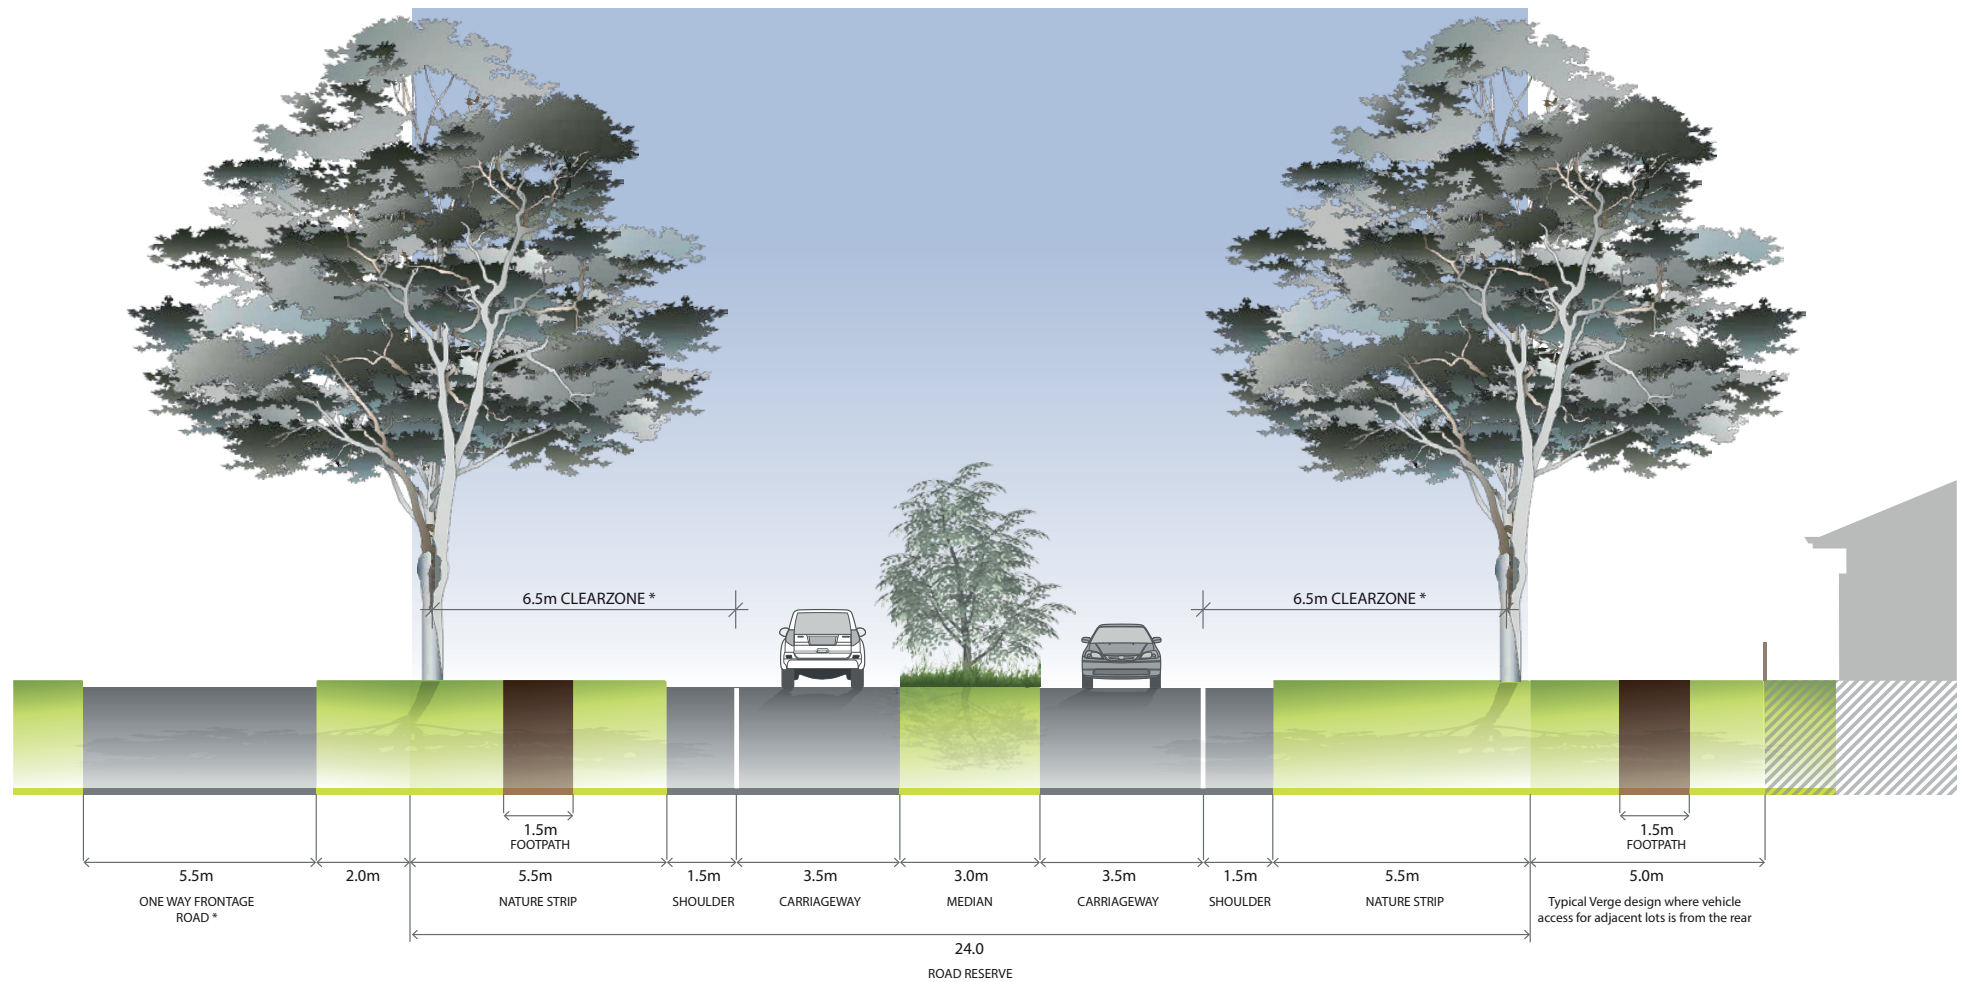 6.5m CLEARZONE *
6.5m CLEARZONE *
1.5m
FOOTPATH
1.5m
FOOTPATH
5.5m
2.0m
5.5m
1.5m
3.5m
3.0m
3.5m
1.5m
5.5m
5.0m
ONE WAY FRONTAGE
ROAD *
NATURE STRIP
SHOULDER
CARRIAGEWAY
MEDIAN
CARRIAGEWAY
SHOULDER
NATURE STRIP
Typical Verge design where vehicle
access for adjacent lots is from the rear
24.0
ROAD RESERVE